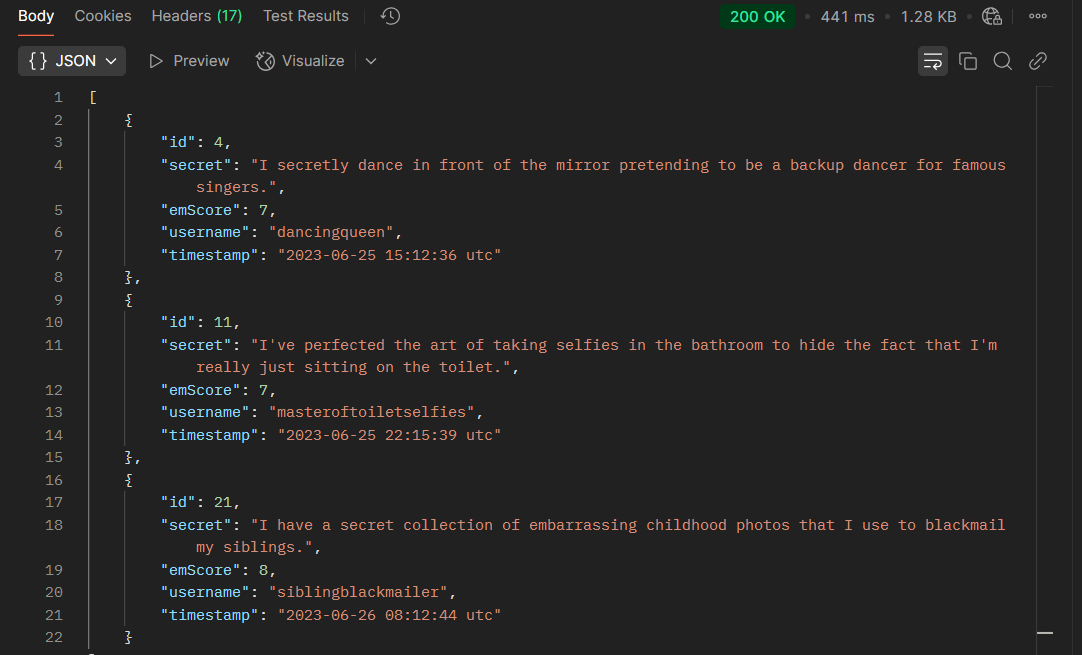 Body Cookies Headers (17) Test Results 200 OK • 441 ms • 1.28 KB •
{} JSON Preview Visualize
1 [
2 {
3 "id": 4,
4 "secret": "I secretly dance in front of the mirror pretending to be a backup dancer for famous
singers.",
5 "emScore": 7,
6 "username": "dancingqueen",
7 "timestamp": "2023-06-25 15:12:36 utc"
8 },
9 {
10 "id": 11,
11 "secret": "I've perfected the art of taking selfies in the bathroom to hide the fact that I'm
really just sitting on the toilet.",
12 "emScore": 7,
13 "username": "masteroftoiletselfies",
14 "timestamp": "2023-06-25 22:15:39 utc"
15 },
16 {
17 "id": 21,
18 "secret": "I have a secret collection of embarrassing childhood photos that I use to blackmail
my siblings.",
19 "emScore": 8,
20 "username": "siblingblackmailer",
21 "timestamp": "2023-06-26 08:12:44 utc"
22 }